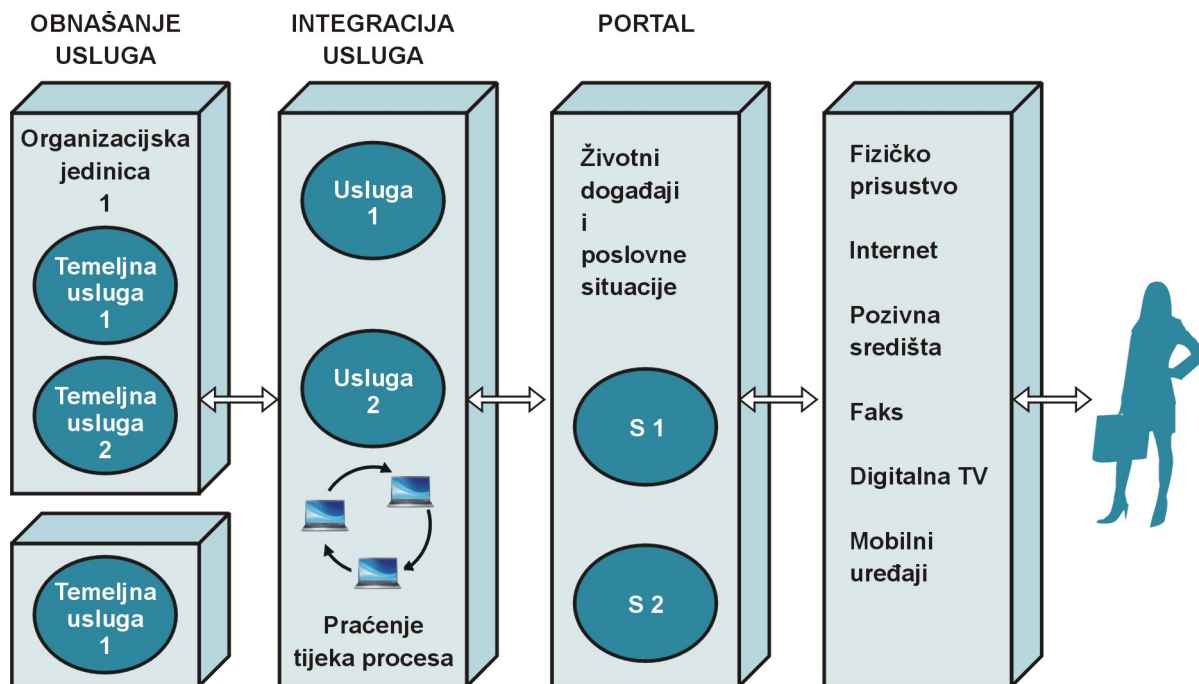 OBNAŠANJE
USLUGA
INTEGRACIJA
USLUGA
PORTAL
Organizacijska
jedinica
1
Temeljna
usluga
1
Temeljna
usluga
2
Temeljna
usluga
1
Usluga
1
Usluga
2
Praćenje
tijeka procesa
Životni
događaji
i
poslovne
situacije
S 1
S 2
Fizičko
prisustvo
Internet
Pozivna
središta
Faks
Digitalna TV
Mobilni
uređaji